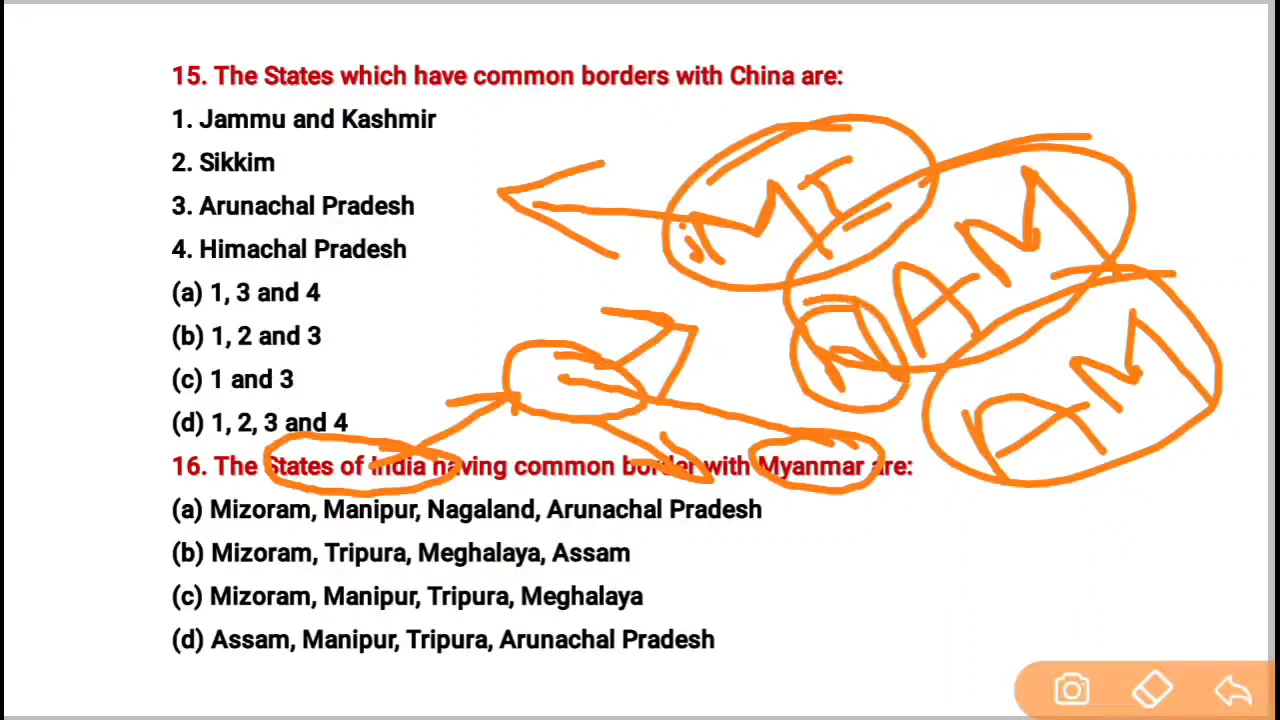 15. The States which have common borders with China are:
1. Jammu and Kashmir
2. Sikkim
3. Arunachal Pradesh
4. Himachal Pradesh
(a) 1, 3 and 4
(b) 1, 2 and 3
(c) 1 and 3
(d) 1, 2, 3 and 4
16. The States of India having common border with Myanmar are:
(a) Mizoram, Manipur, Nagaland, Arunachal Pradesh
(b) Mizoram, Tripura, Meghalaya, Assam
(c) Mizoram, Manipur, Tripura, Meghalaya
(d) Assam, Manipur, Tripura, Arunachal Pradesh